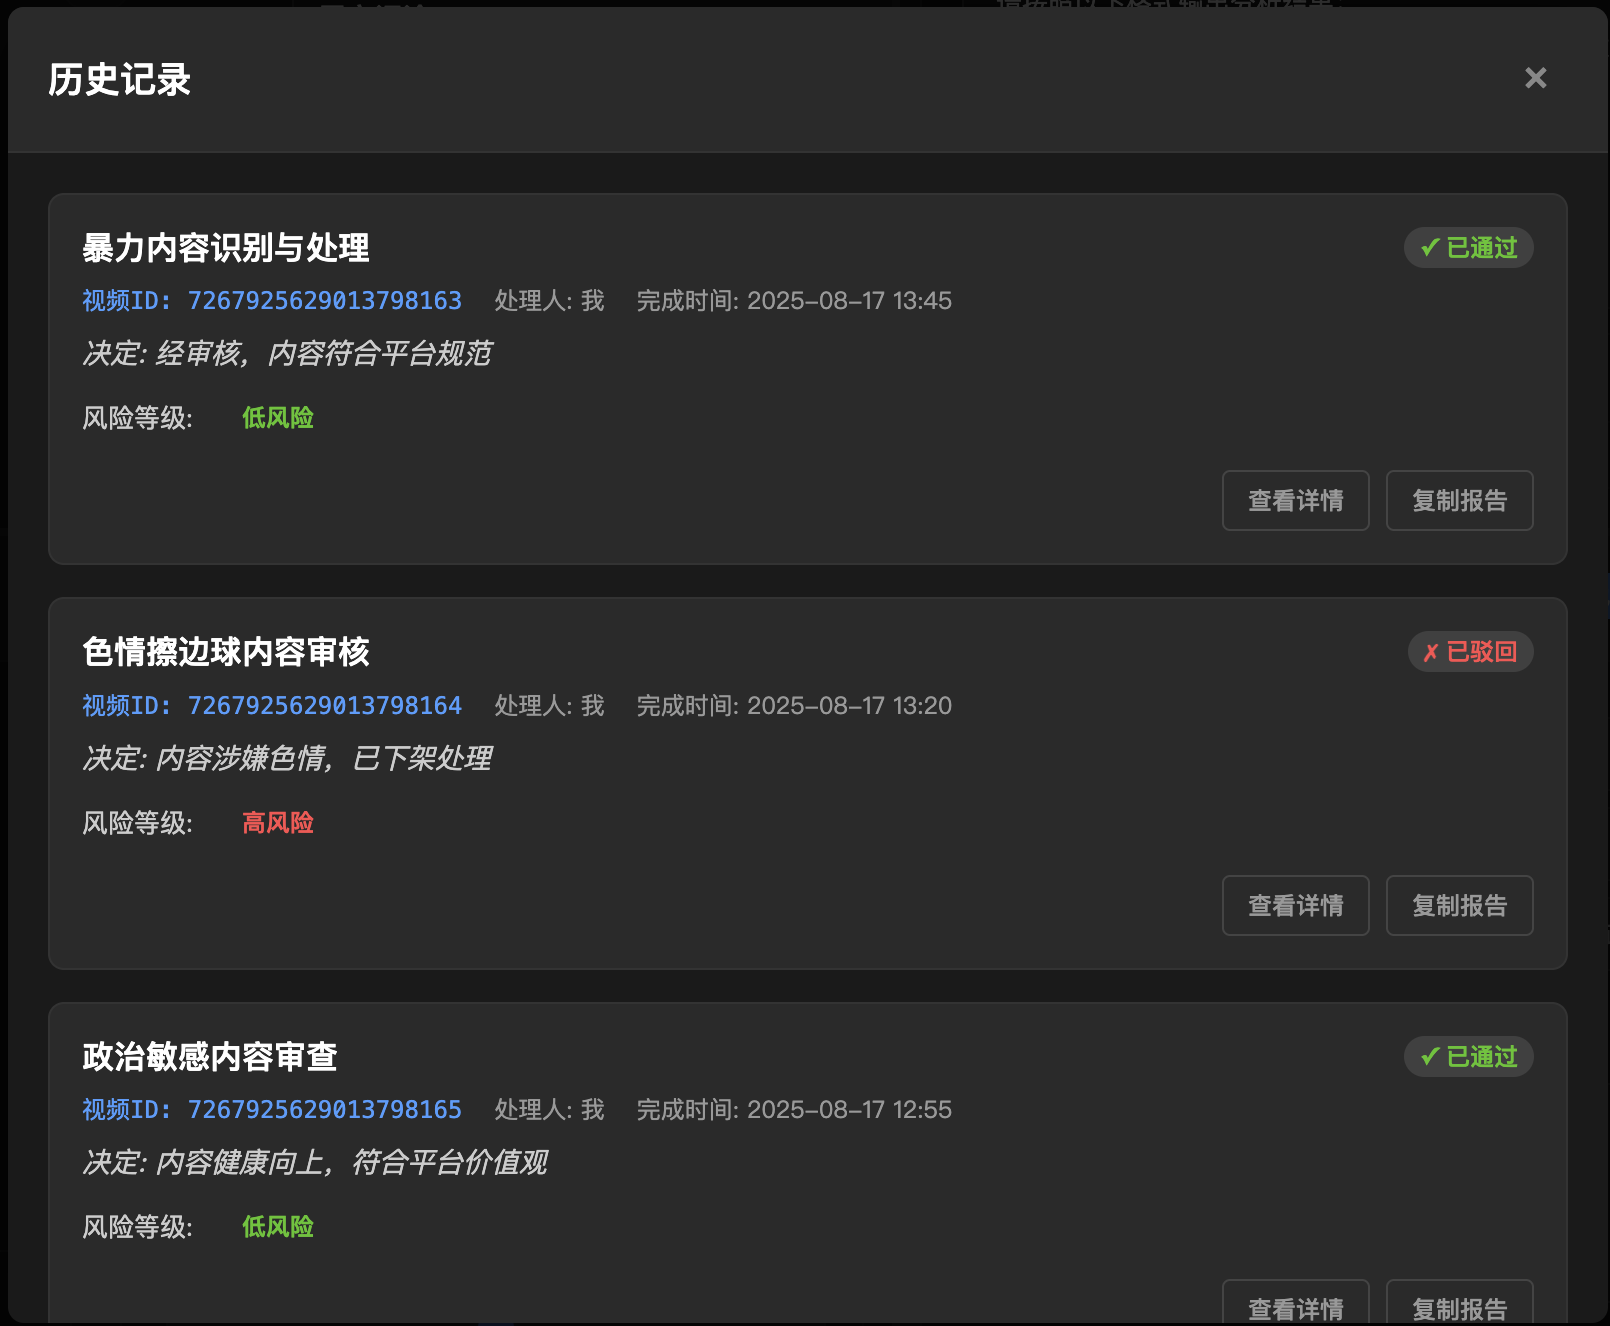 历史记录
×
暴力内容识别与处理
✓ 已通过
视频ID: 7267925629013798163 处理人: 我 完成时间: 2025-08-17 13:45
决定: 经审核，内容符合平台规范
风险等级: 低风险
查看详情 复制报告
色情擦边球内容审核
✗ 已驳回
视频ID: 7267925629013798164 处理人: 我 完成时间: 2025-08-17 13:20
决定: 内容涉嫌色情，已下架处理
风险等级: 高风险
查看详情 复制报告
政治敏感内容审查
✓ 已通过
视频ID: 7267925629013798165 处理人: 我 完成时间: 2025-08-17 12:55
决定: 内容健康向上，符合平台价值观
风险等级: 低风险
查看详情 复制报告